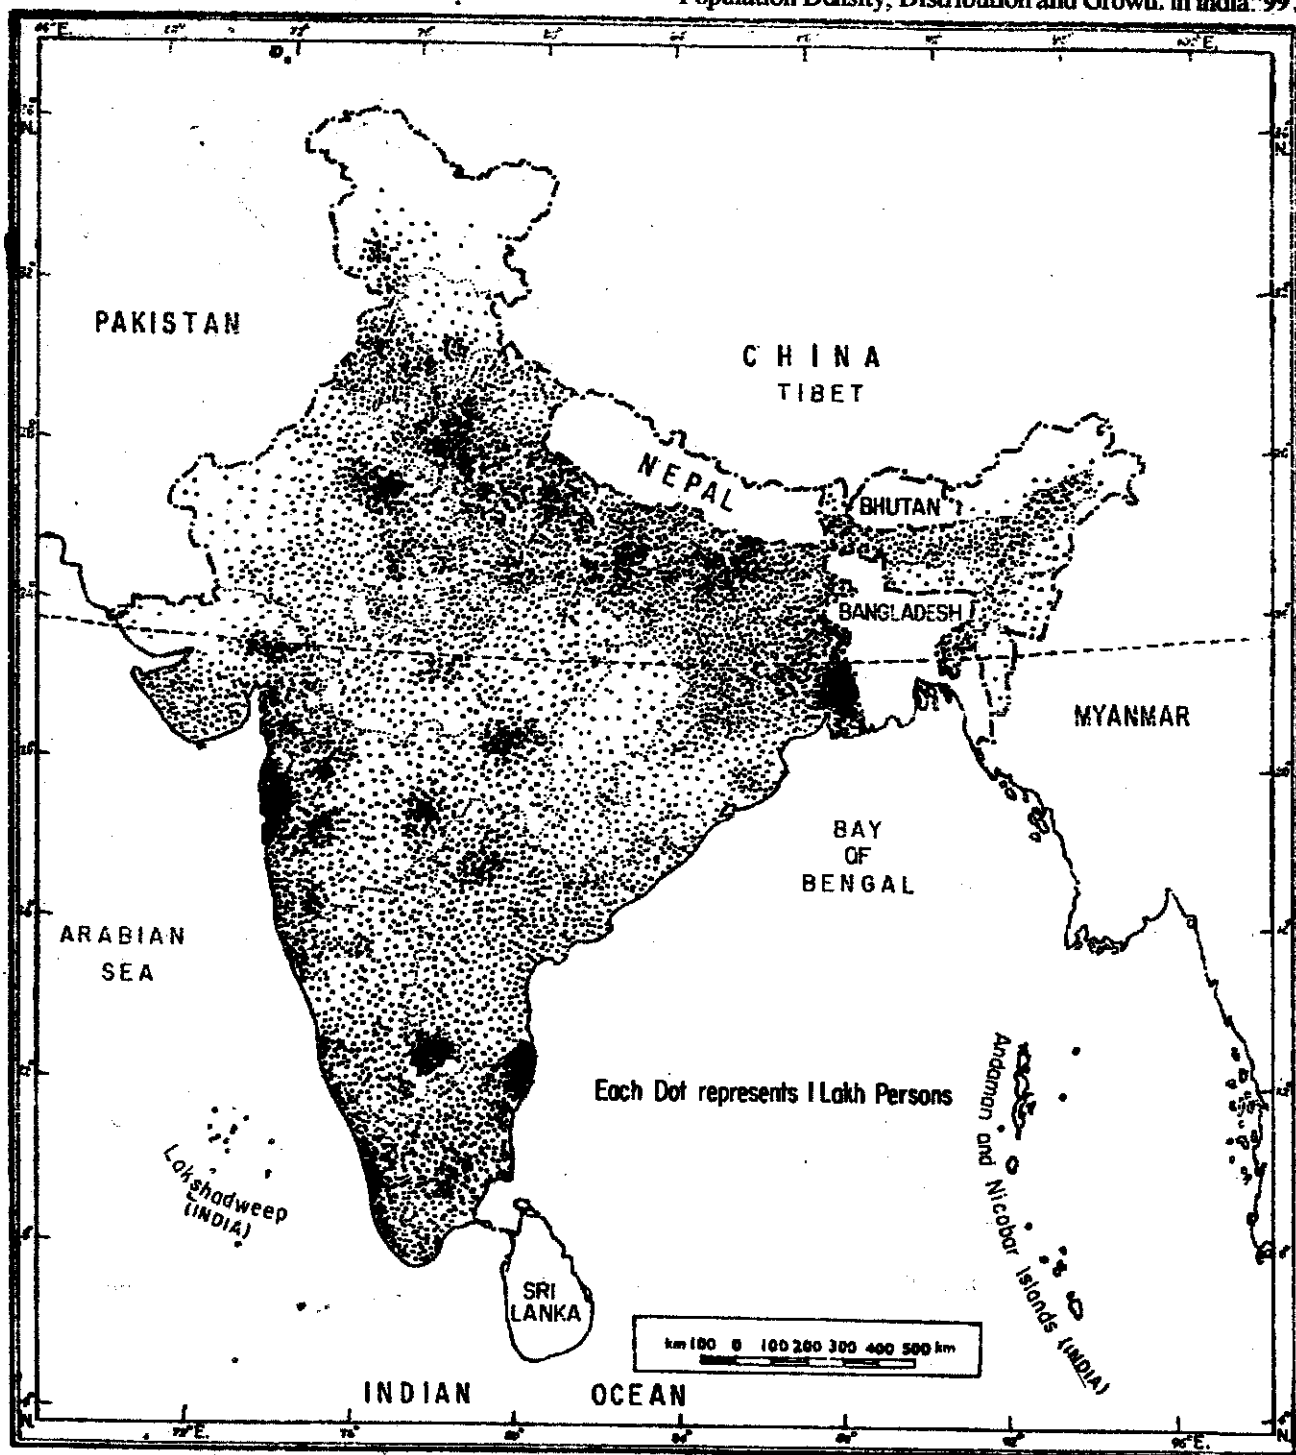 Population Density, Distribution and Growth in India: 99
PAKISTAN
CHINA
TIBET
NEPAL
BHUTAN
BANGLADESH
MYANMAR
BAY
OF
BENGAL
ARABIAN
SEA
Each Dot represents 1 Lakh Persons
Lakshadweep
(INDIA)
Andaman and Nicobar Islands (INDIA)
SRI
LANKA
km 100 0 100 200 300 400 500 km
INDIAN OCEAN